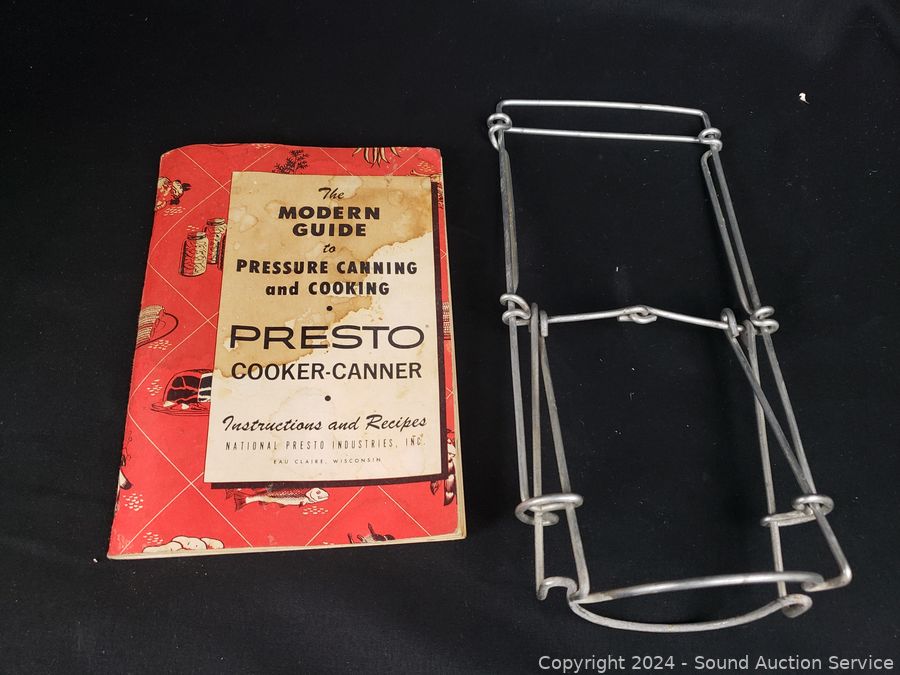 The
MODERN
GUIDE
to
PRESSURE CANNING
and COOKING
•
PRESTO
COOKER-CANNER
•
Instructions and Recipes
NATIONAL PRESTO INDUSTRIES, INC.
EAU CLAIRE, WISCONSIN
Copyright 2024 - Sound Auction Service